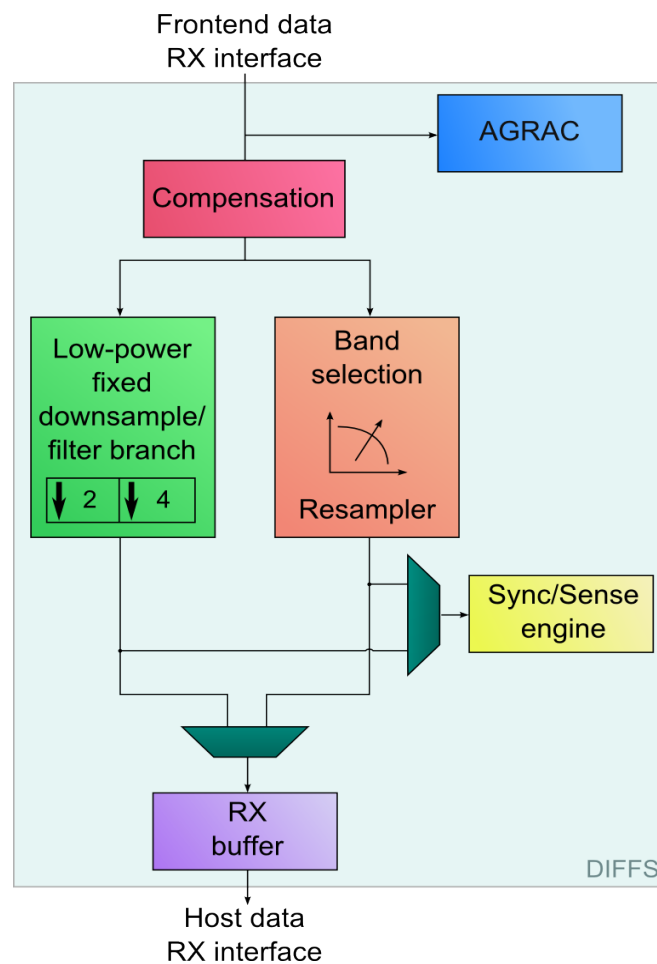 Frontend data
RX interface
AGRAC
Compensation
Low-power
fixed
downsample/
filter branch
2 4
Band
selection
Resampler
Sync/Sense
engine
RX
buffer
DIFFS
Host data
RX interface